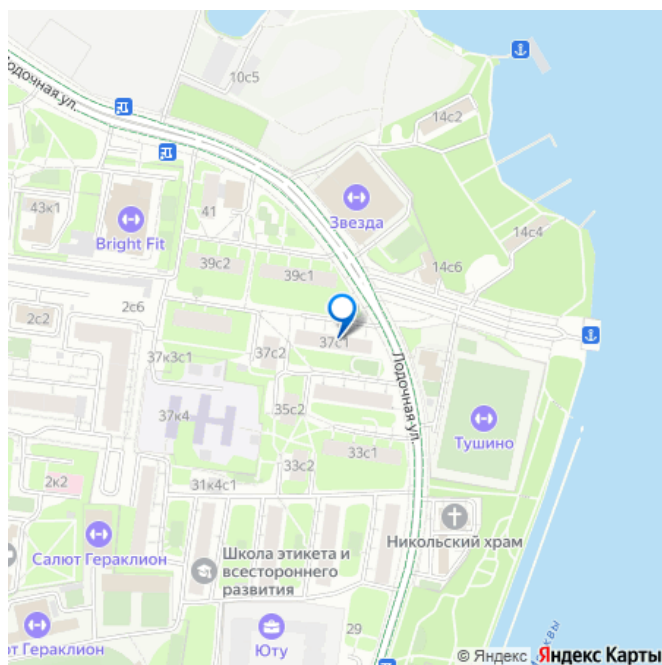 10с5
Лодочная ул.
14с2
43к1
Bright Fit
41
Звезда
14с4
39с2
39с1
14с6
2с6
2с2
37с1
37с2
37к3с1
Лодочная ул.
37к4
35с2
Тушино
33с1
33с2
2к2
31к4с1
Никольский храм
Салют Гераклион
Школа этикета и
всестороннего
развития
29
Юту
от Гераклион
квы
© Яндекс Яндекс Карты